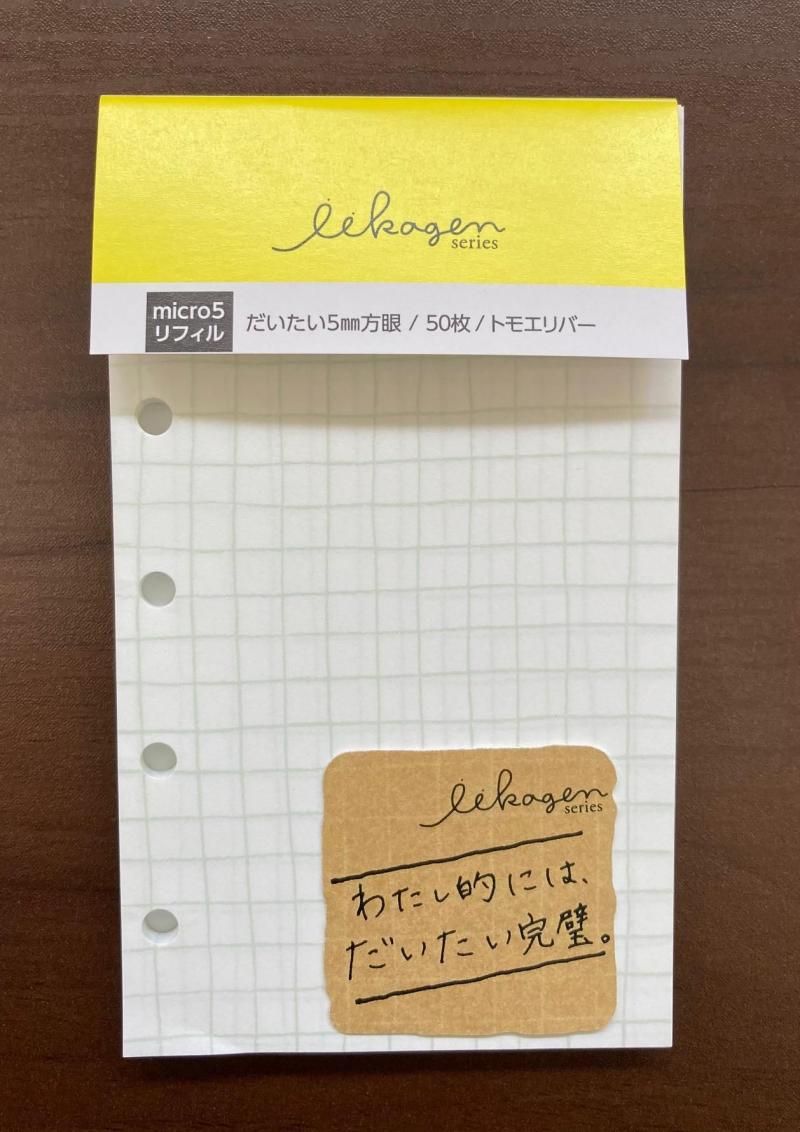 iikagen
series
micro5
リフィル
だいたい5㎜方眼 / 50枚 / トモエリバー
iikagen
series
わたし的には、
だいたい完璧。